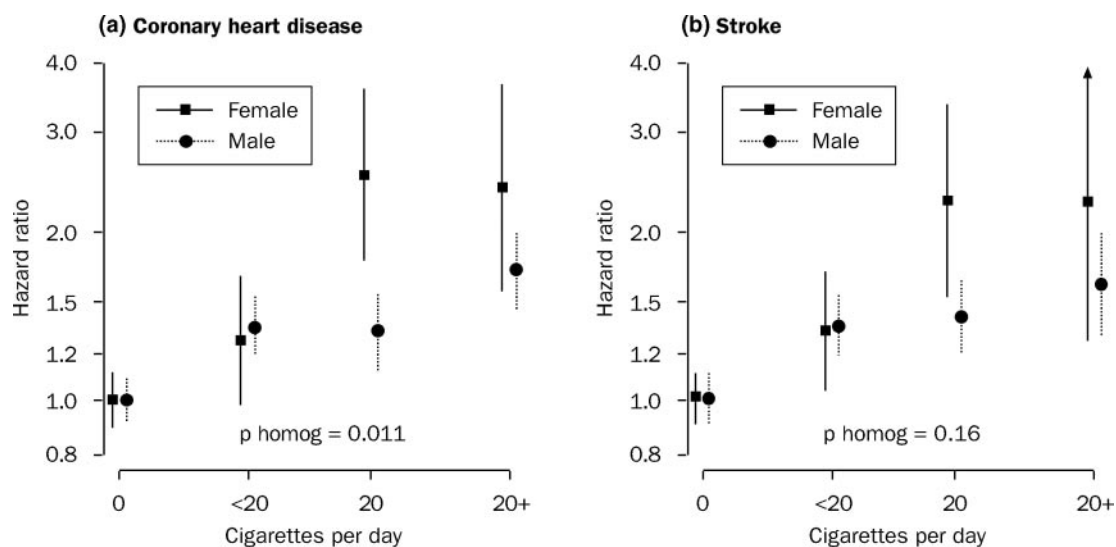 (a) Coronary heart disease
4.0
3.0
2.0
1.5
1.2
1.0
0.8
Hazard ratio
Female
Male
p homog = 0.011
0 <20 20 20+
Cigarettes per day
(b) Stroke
4.0
3.0
2.0
1.5
1.2
1.0
0.8
Hazard ratio
Female
Male
p homog = 0.16
0 <20 20 20+
Cigarettes per day